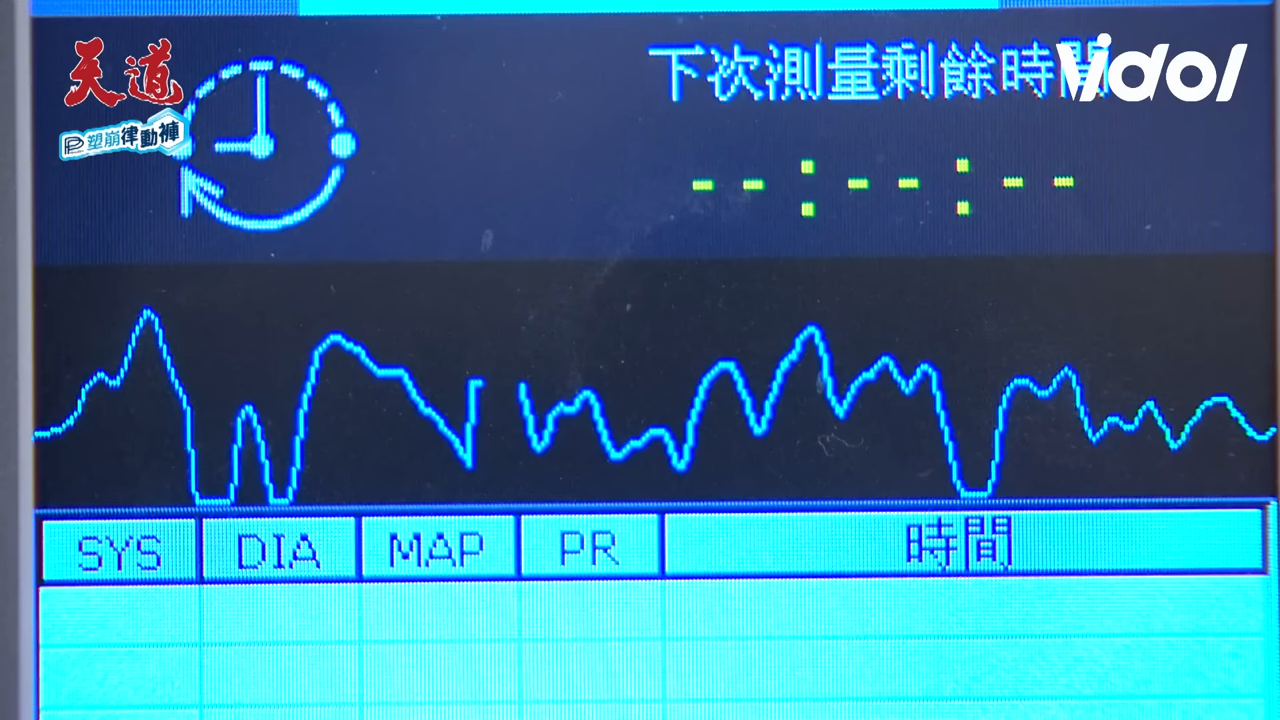 天道
塑崩律動褲
下次測量剩餘時間
vidol
--:--:--
SYS DIA MAP PR 時間